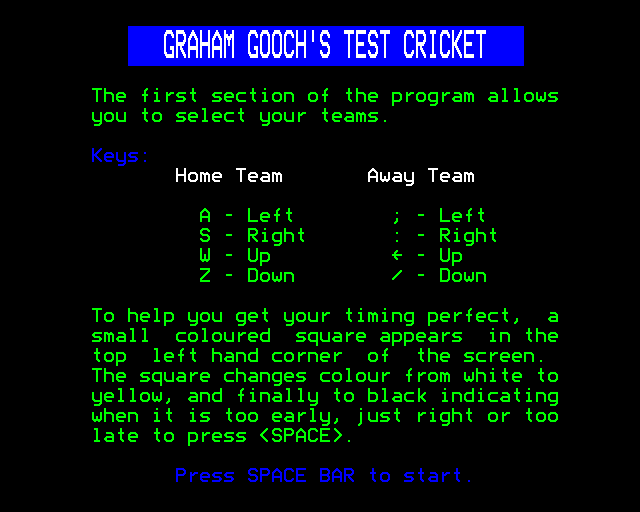 GRAHAM GOOCH'S TEST CRICKET
The first section of the program allows
you to select your teams.
Keys:
Home Team Away Team
A - Left ; - Left
S - Right : - Right
W - Up ← - Up
Z - Down / - Down
To help you get your timing perfect, a
small coloured square appears in the
top left hand corner of the screen.
The square changes colour from white to
yellow, and finally to black indicating
when it is too early, just right or too
late to press <SPACE>.
Press SPACE BAR to start.